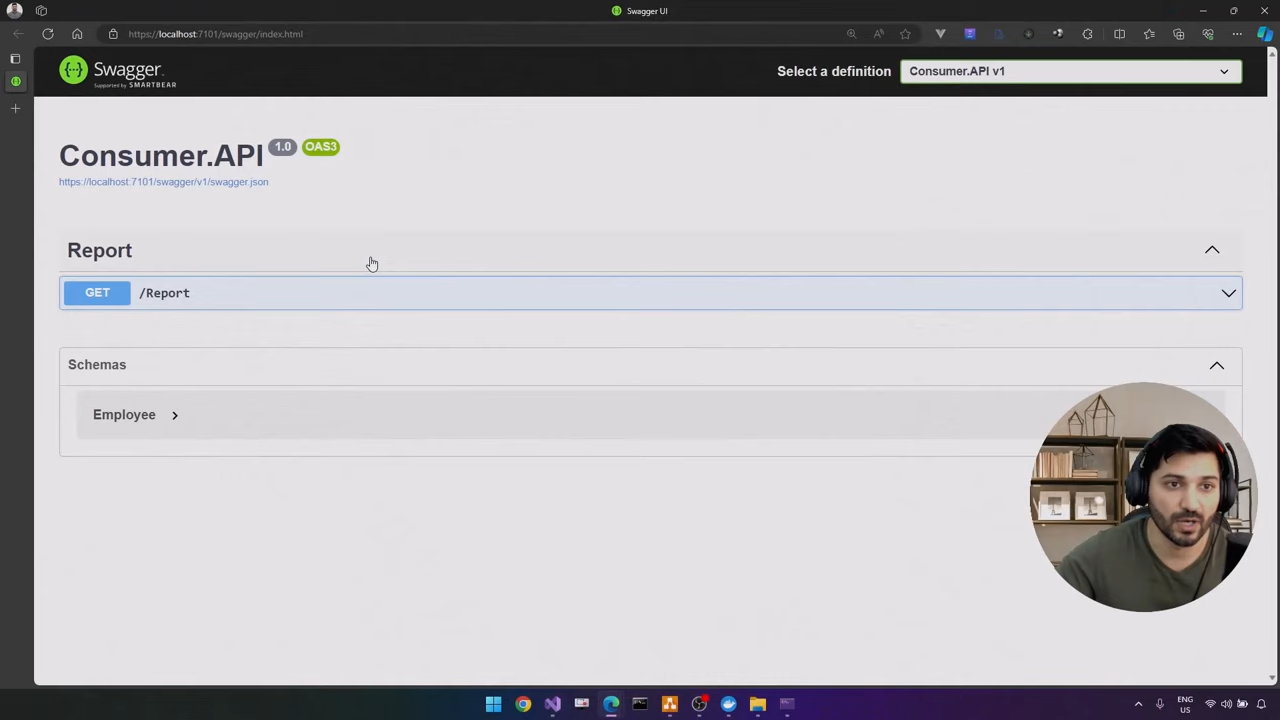 Swagger UI
https://localhost:7101/swagger/index.html
Swagger.
Supported by SMARTBEAR
Select a definition
Consumer.API v1
Consumer.API 1.0 OAS3
https://localhost:7101/swagger/v1/swagger.json
Report
GET /Report
Schemas
Employee
ENG
US